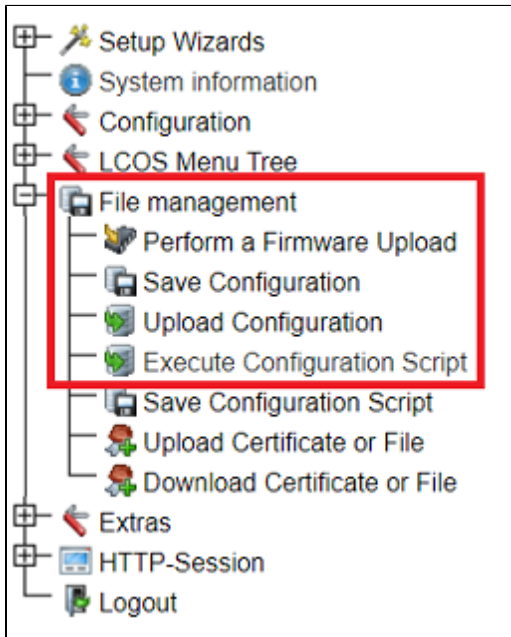 Setup Wizards
System information
Configuration
LCOS Menu Tree
File management
Perform a Firmware Upload
Save Configuration
Upload Configuration
Execute Configuration Script
Save Configuration Script
Upload Certificate or File
Download Certificate or File
Extras
HTTP-Session
Logout